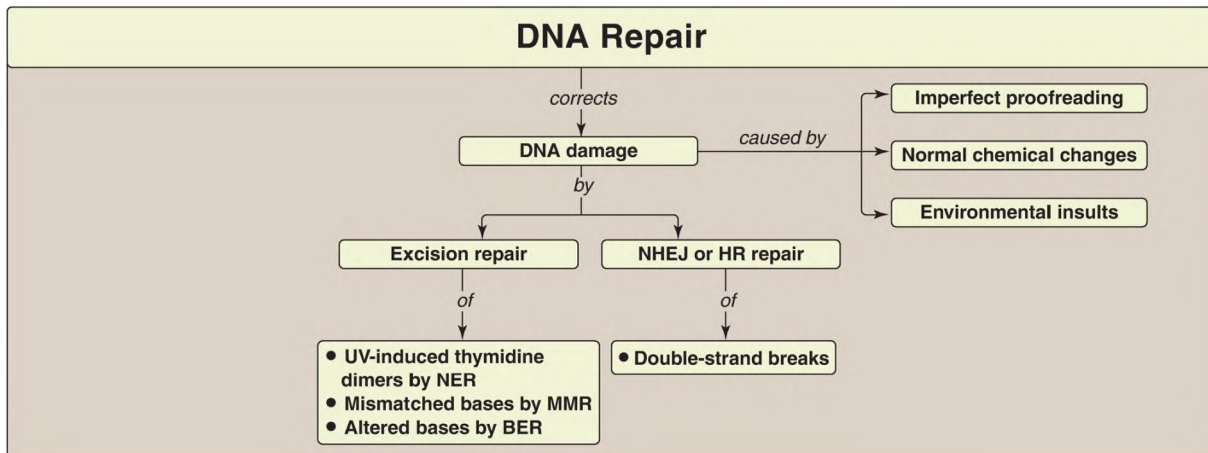 DNA Repair
corrects
DNA damage
caused by
Imperfect proofreading
Normal chemical changes
Environmental insults
by
Excision repair
NHEJ or HR repair
of
of
• UV-induced thymidine
dimers by NER
• Mismatched bases by MMR
• Altered bases by BER
• Double-strand breaks